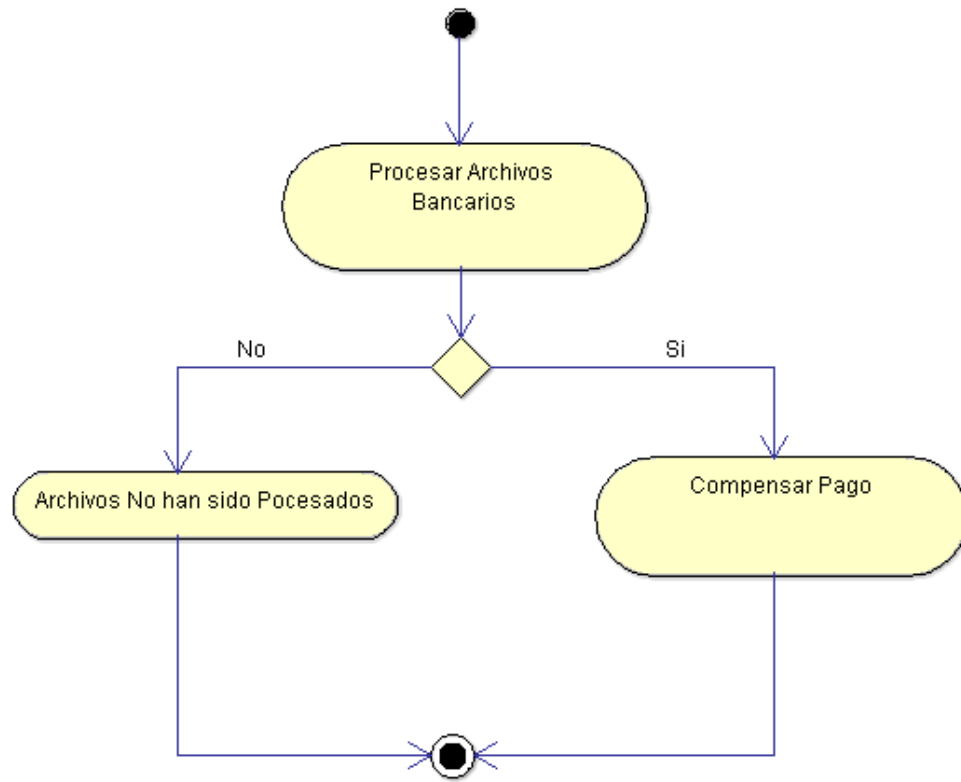 Procesar Archivos
Bancarios
No
Si
Archivos No han sido Pocesados
Compensar Pago